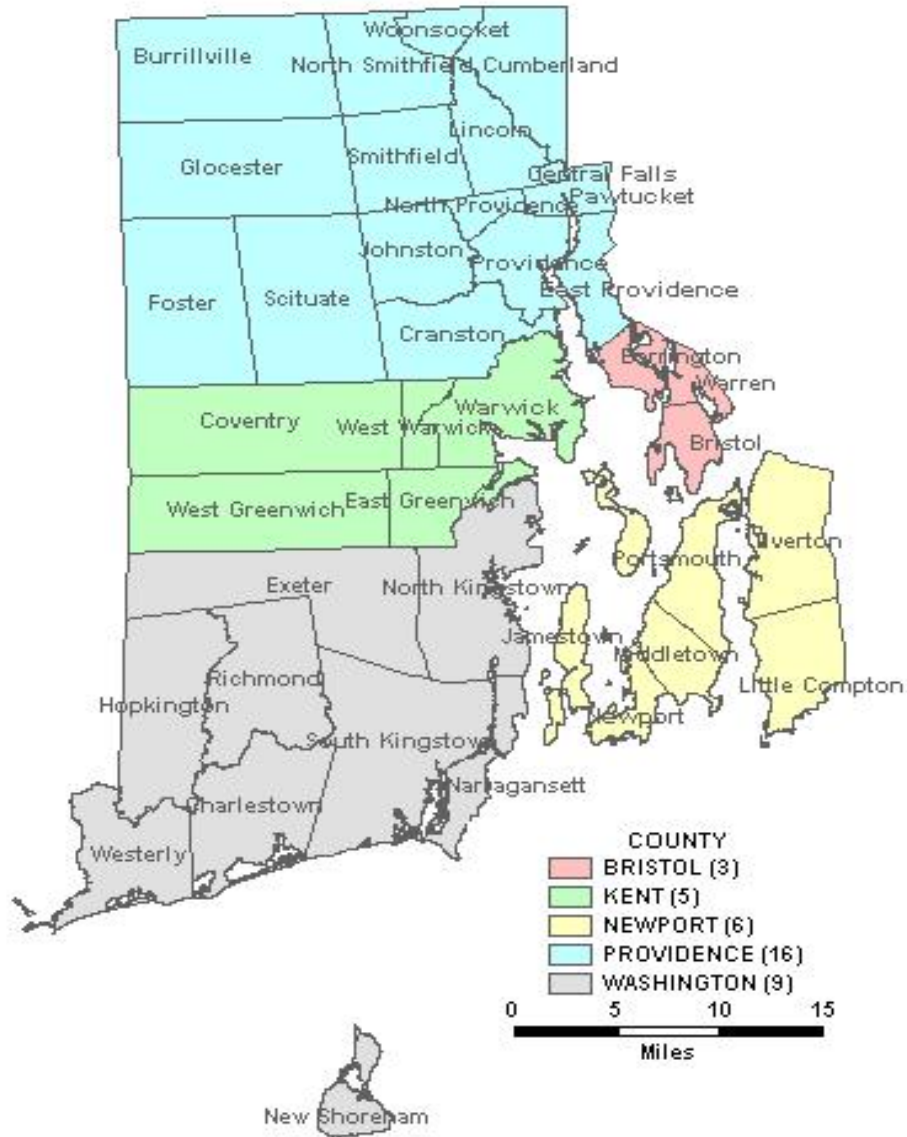 Woonsocket
Burrillville
North Smithfield Cumberland
Lincoln
Smithfield
Glocester
Central Falls
Pawtucket
North Providence
Johnston
Providence
East Providence
Foster
Scituate
Cranston
Barrington
Warren
Coventry
West Warwick
Warwick
Bristol
West Greenwich
East Greenwich
Portsmouth
Tiverton
Exeter
North Kingstown
Jamestown
Middletown
Richmond
Little Compton
Hopkington
Newport
South Kingstown
Narragansett
Charlestown
Westerly
COUNTY
BRISTOL (3)
KENT (5)
NEWPORT (6)
PROVIDENCE (16)
WASHINGTON (9)
0 5 10 15
Miles
New Shoreham